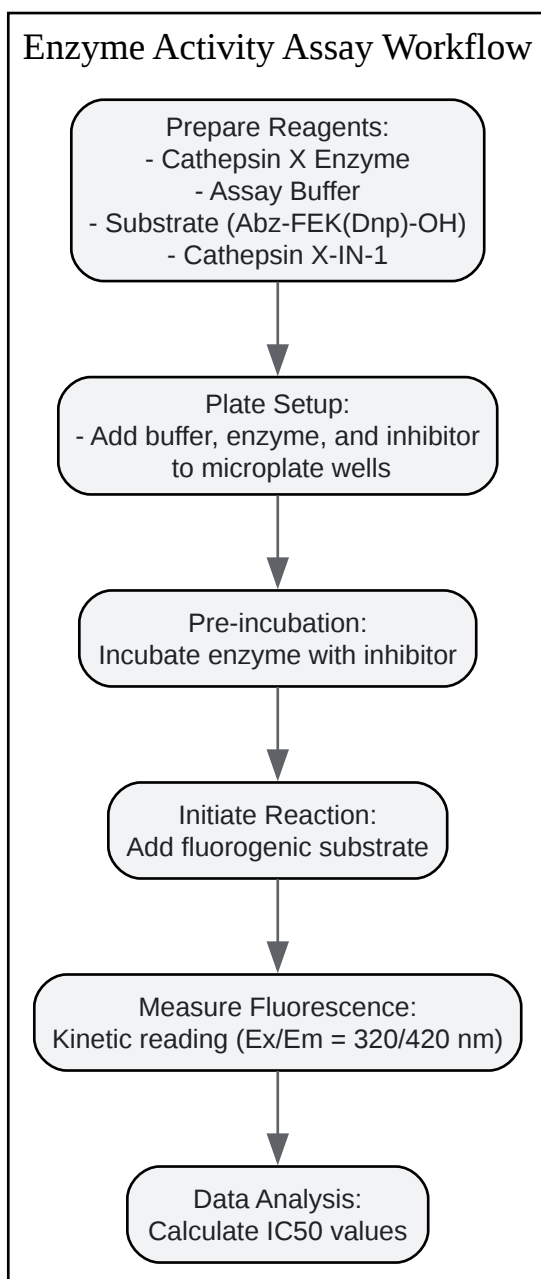 Enzyme Activity Assay Workflow
Prepare Reagents:
- Cathepsin X Enzyme
- Assay Buffer
- Substrate (Abz-FEK(Dnp)-OH)
- Cathepsin X-IN-1
Plate Setup:
- Add buffer, enzyme, and inhibitor
to microplate wells
Pre-incubation:
Incubate enzyme with inhibitor
Initiate Reaction:
Add fluorogenic substrate
Measure Fluorescence:
Kinetic reading (Ex/Em = 320/420 nm)
Data Analysis:
Calculate IC50 values